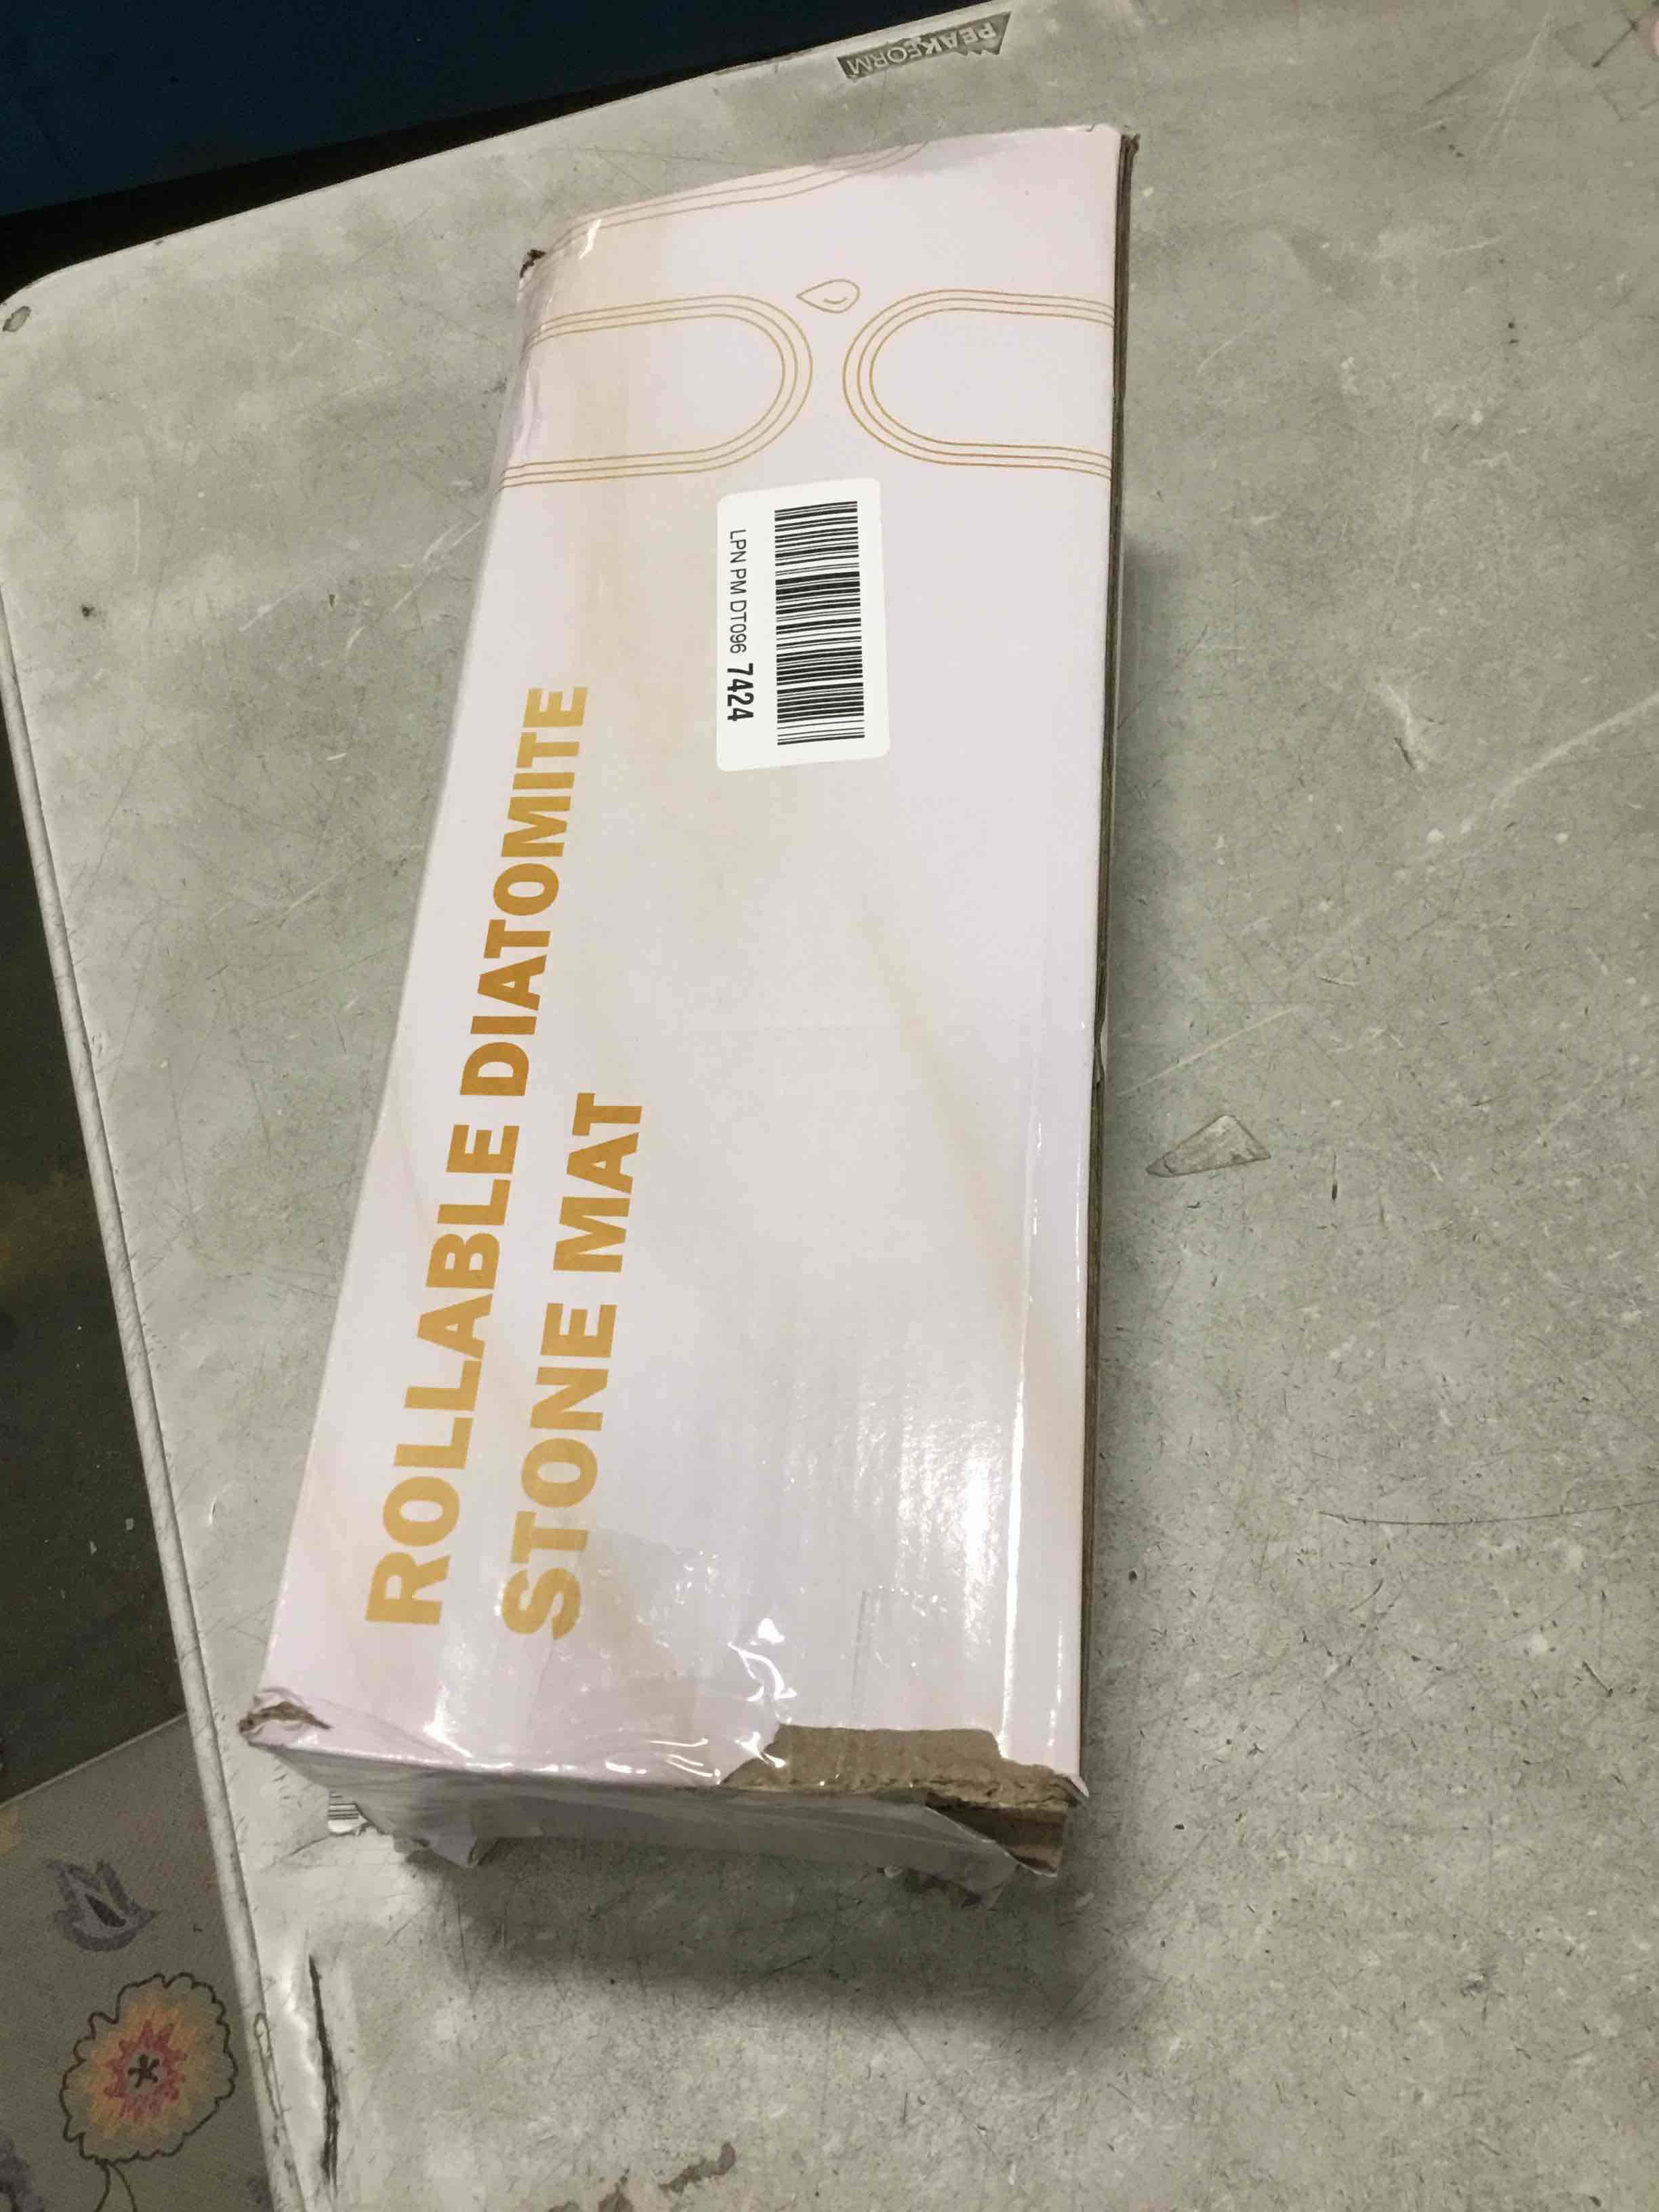 PEAKFORM
LPN PM DT096 7424
ROLLABLE DIATOMITE
STONE MAT